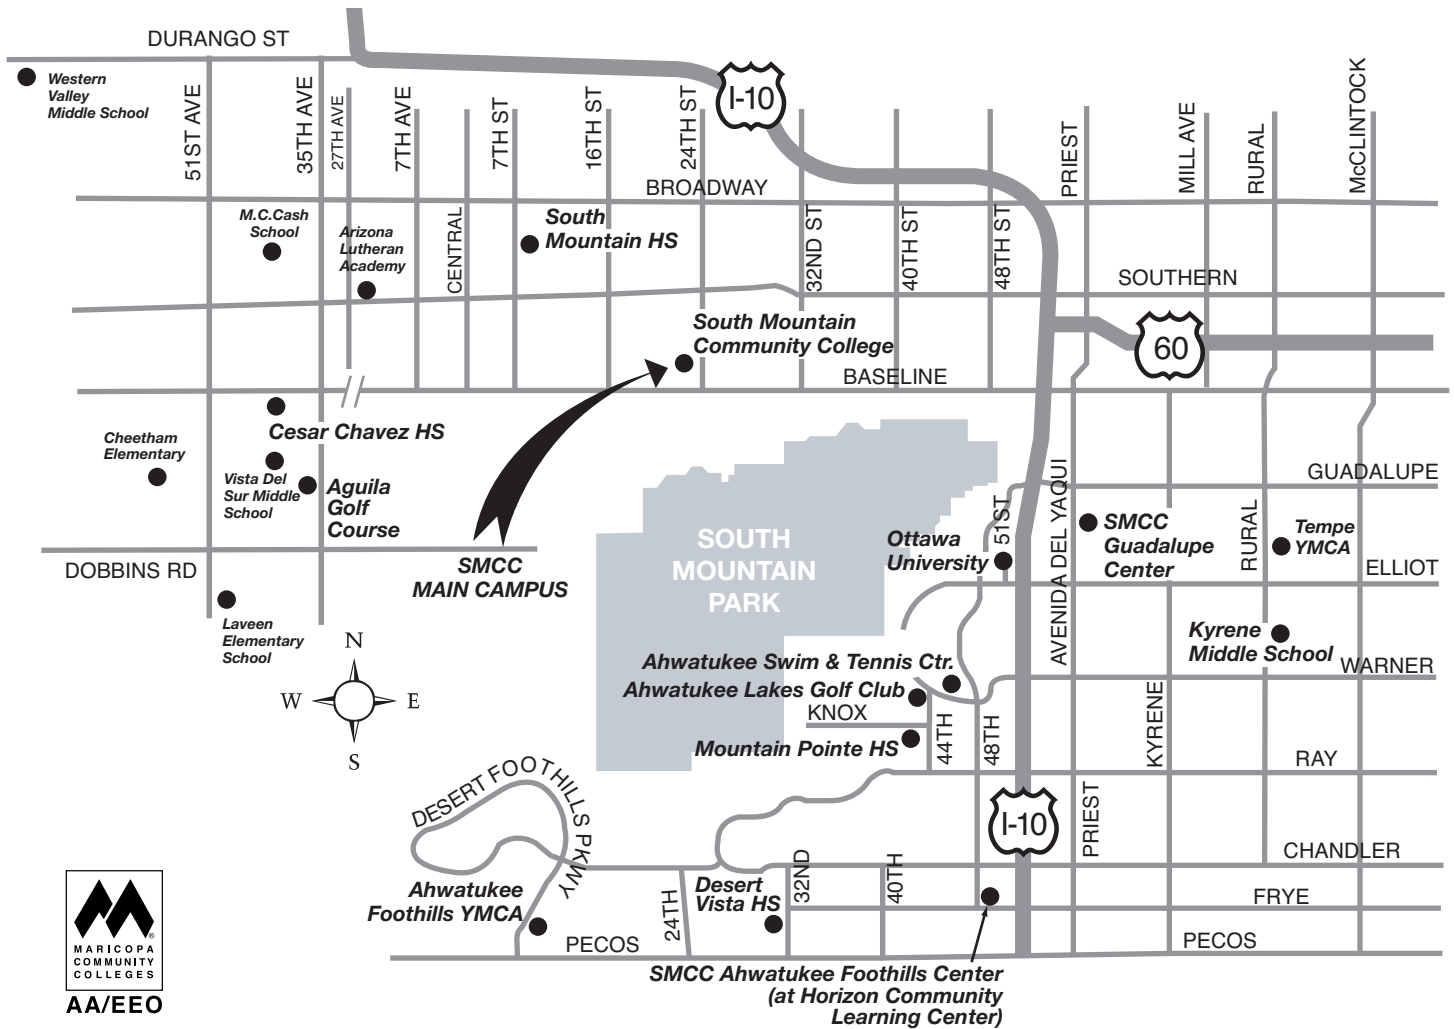 DURANGO ST
Western
Valley
Middle School
51ST AVE
35TH AVE
27TH AVE
7TH AVE
7TH ST
16TH ST
24TH ST
I-10
PRIEST
MILL AVE
RURAL
McCLINTOCK
BROADWAY
M.C.Cash
School
Arizona
Lutheran
Academy
CENTRAL
South
Mountain HS
32ND ST
40TH ST
48TH ST
SOUTHERN
South Mountain
Community College
60
BASELINE
Cesar Chavez HS
Cheetham
Elementary
Vista Del
Sur Middle
School
Aguila
Golf
Course
GUADALUPE
SOUTH
MOUNTAIN
PARK
51ST
Ottawa
University
AVENIDA DEL YAQUI
SMCC
Guadalupe
Center
RURAL
Tempe
YMCA
DOBBINS RD
SMCC
MAIN CAMPUS
ELLIOT
Laveen
Elementary
School
Kyrene
Middle School
WARNER
N
W
E
S
Ahwatukee Swim & Tennis Ctr.
Ahwatukee Lakes Golf Club
KNOX
Mountain Pointe HS
44TH
48TH
KYRENE
RAY
DESERT FOOTHILLS PKWY
I-10
PRIEST
CHANDLER
Ahwatukee
Foothills YMCA
24TH
Desert
Vista HS
32ND
40TH
FRYE
PECOS
PECOS
SMCC Ahwatukee Foothills Center
(at Horizon Community
Learning Center)
MARICOPA
COMMUNITY
COLLEGES
®
AA/EEO